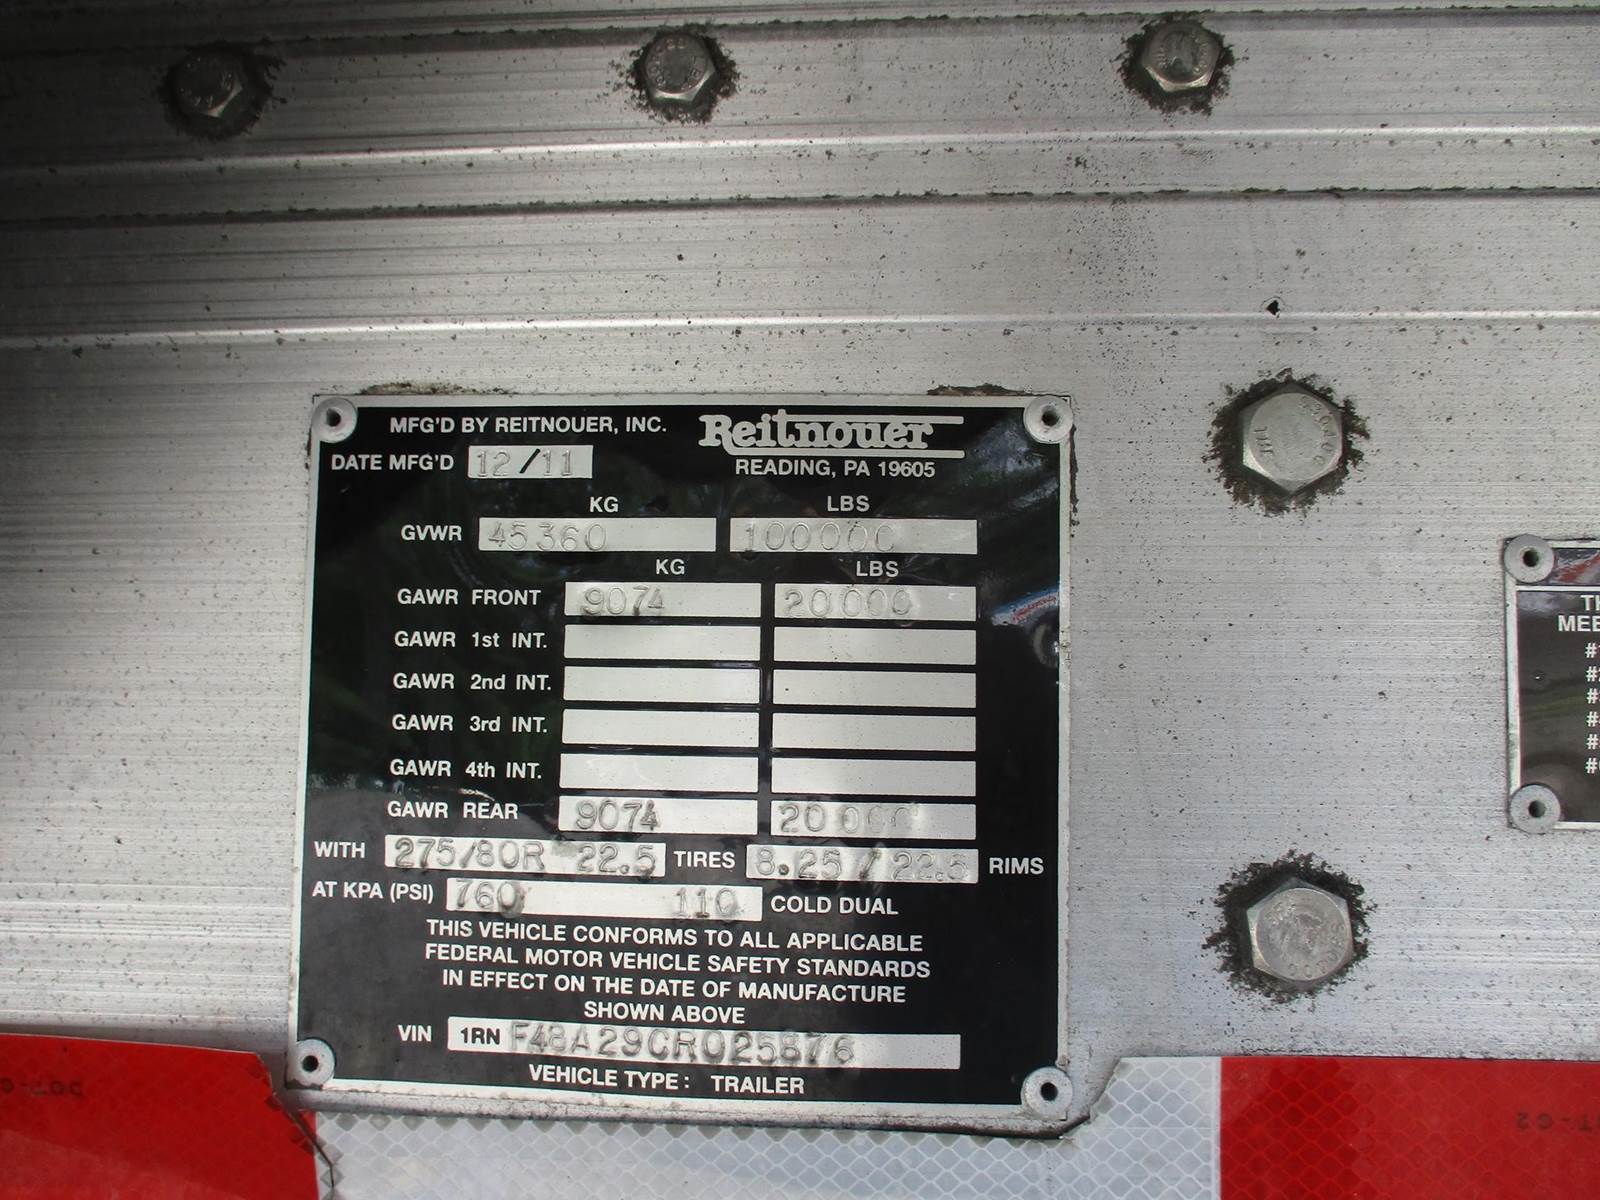 MFG'D BY REITNOUER, INC. Reitnouer
DATE MFG'D 12/11 READING, PA 19605
KG LBS
GVWR 45360 100000
KG LBS
GAWR FRONT 9074 20000
GAWR 1st INT.
GAWR 2nd INT.
GAWR 3rd INT.
GAWR 4th INT.
GAWR REAR 9074 20000
WITH 275/80R 22.5 TIRES 8.25/22.5 RIMS
AT KPA (PSI) 760 110 COLD DUAL
THIS VEHICLE CONFORMS TO ALL APPLICABLE
FEDERAL MOTOR VEHICLE SAFETY STANDARDS
IN EFFECT ON THE DATE OF MANUFACTURE
SHOWN ABOVE
VIN 1RN F48A29CR025876
VEHICLE TYPE: TRAILER